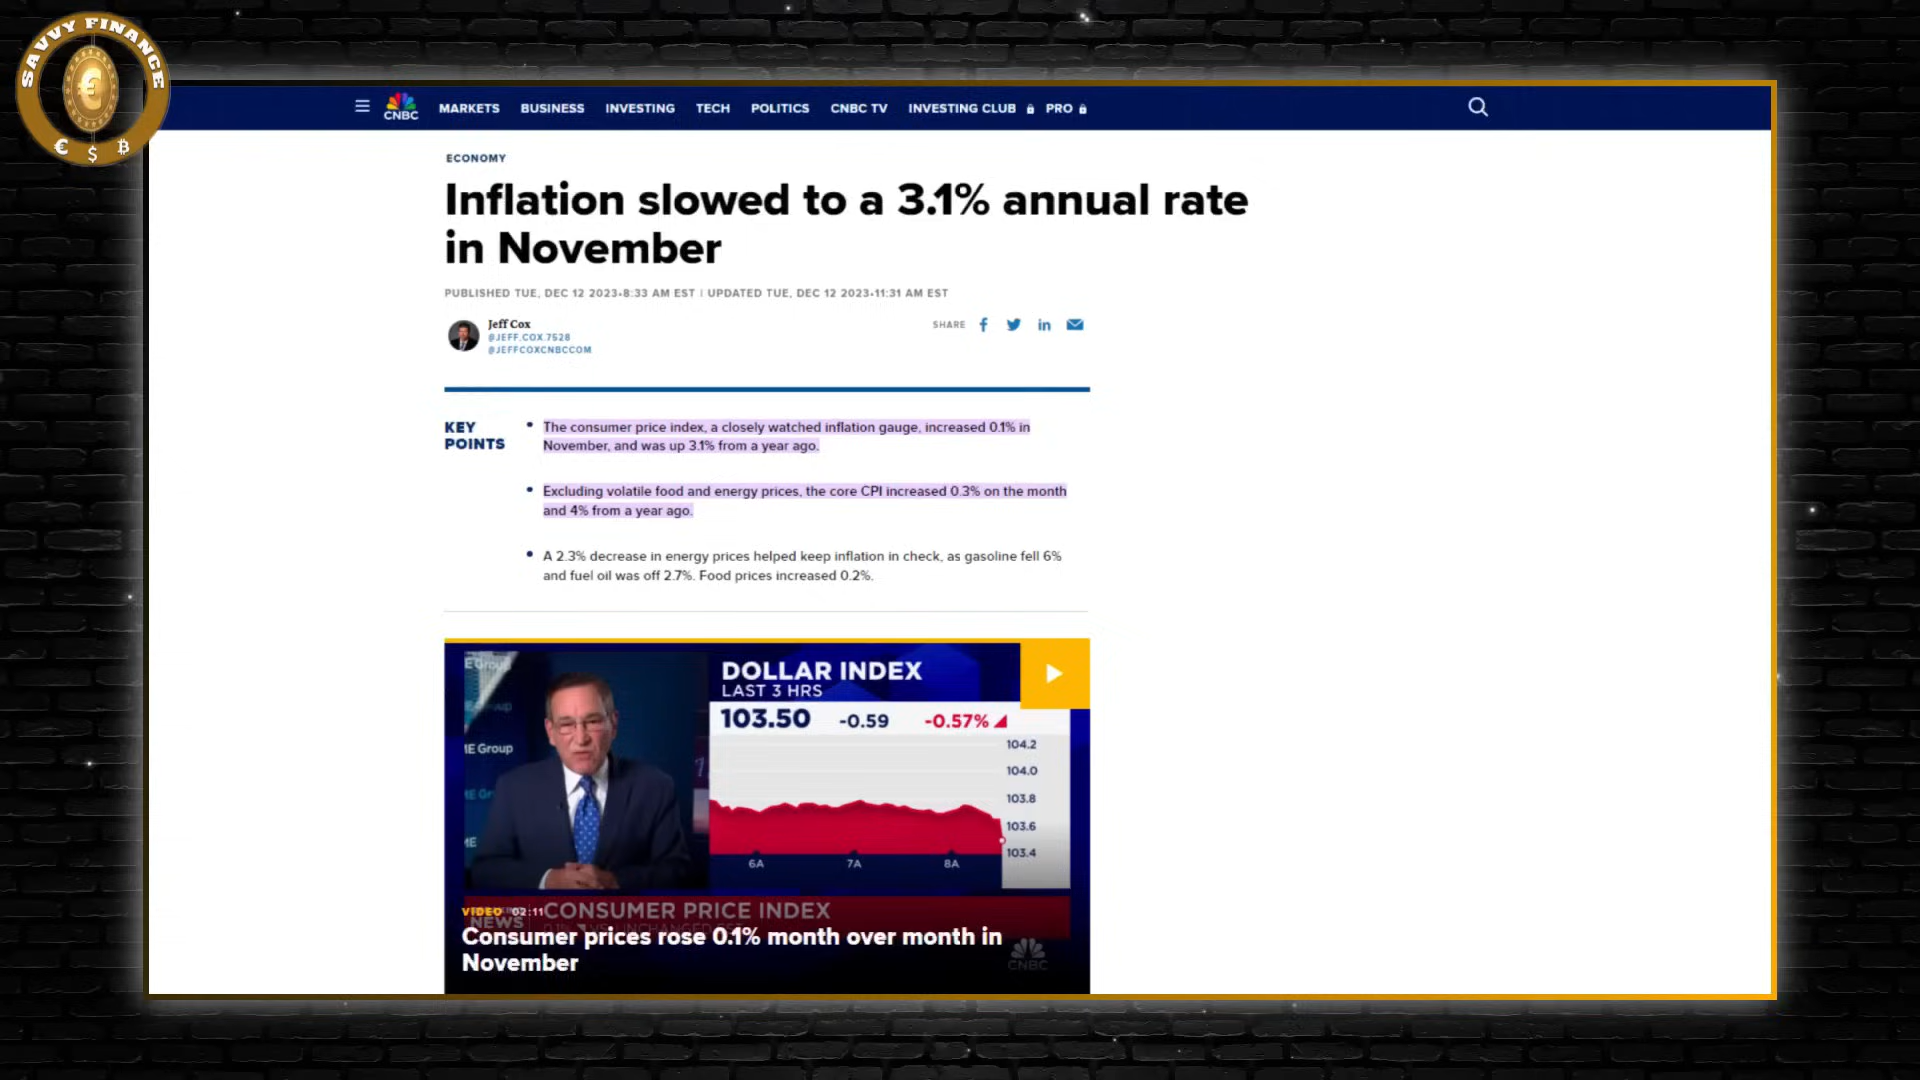 SAVVY FINANCE
€
€ $ ₿
CNBC
MARKETS BUSINESS INVESTING TECH POLITICS CNBC TV INVESTING CLUB PRO
ECONOMY
Inflation slowed to a 3.1% annual rate
in November
PUBLISHED TUE, DEC 12 2023•8:33 AM EST | UPDATED TUE, DEC 12 2023•11:31 AM EST
Jeff Cox
@JEFF.COX.7528
@JEFFCOXCNBCCOM
SHARE
KEY
POINTS
• The consumer price index, a closely watched inflation gauge, increased 0.1% in
November, and was up 3.1% from a year ago.
• Excluding volatile food and energy prices, the core CPI increased 0.3% on the month
and 4% from a year ago.
• A 2.3% decrease in energy prices helped keep inflation in check, as gasoline fell 6%
and fuel oil was off 2.7%. Food prices increased 0.2%.
E Group
IE Group
DOLLAR INDEX
LAST 3 HRS
103.50 -0.59 -0.57%
104.2
104.0
103.8
103.6
103.4
6A 7A 8A
VIDEO 02:11
CONSUMER PRICE INDEX
NEWS
Consumer prices rose 0.1% month over month in
November
CNBC